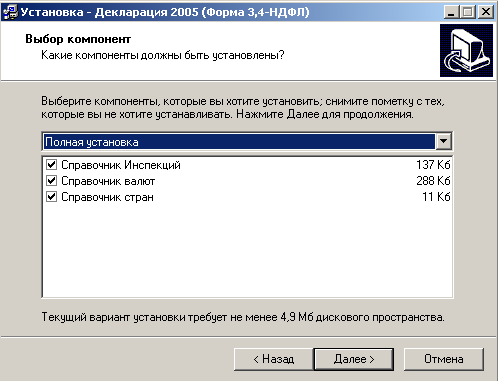 Установка - Декларация 2005 (Форма 3,4-НДФЛ)
Выбор компонент
Какие компоненты должны быть установлены?
Выберите компоненты, которые вы хотите установить; снимите пометку с тех,
которые вы не хотите устанавливать. Нажмите Далее для продолжения.
Полная установка
Справочник Инспекций 137 Кб
Справочник валют 288 Кб
Справочник стран 11 Кб
Текущий вариант установки требует не менее 4,9 Мб дискового пространства.
< Назад Далее > Отмена